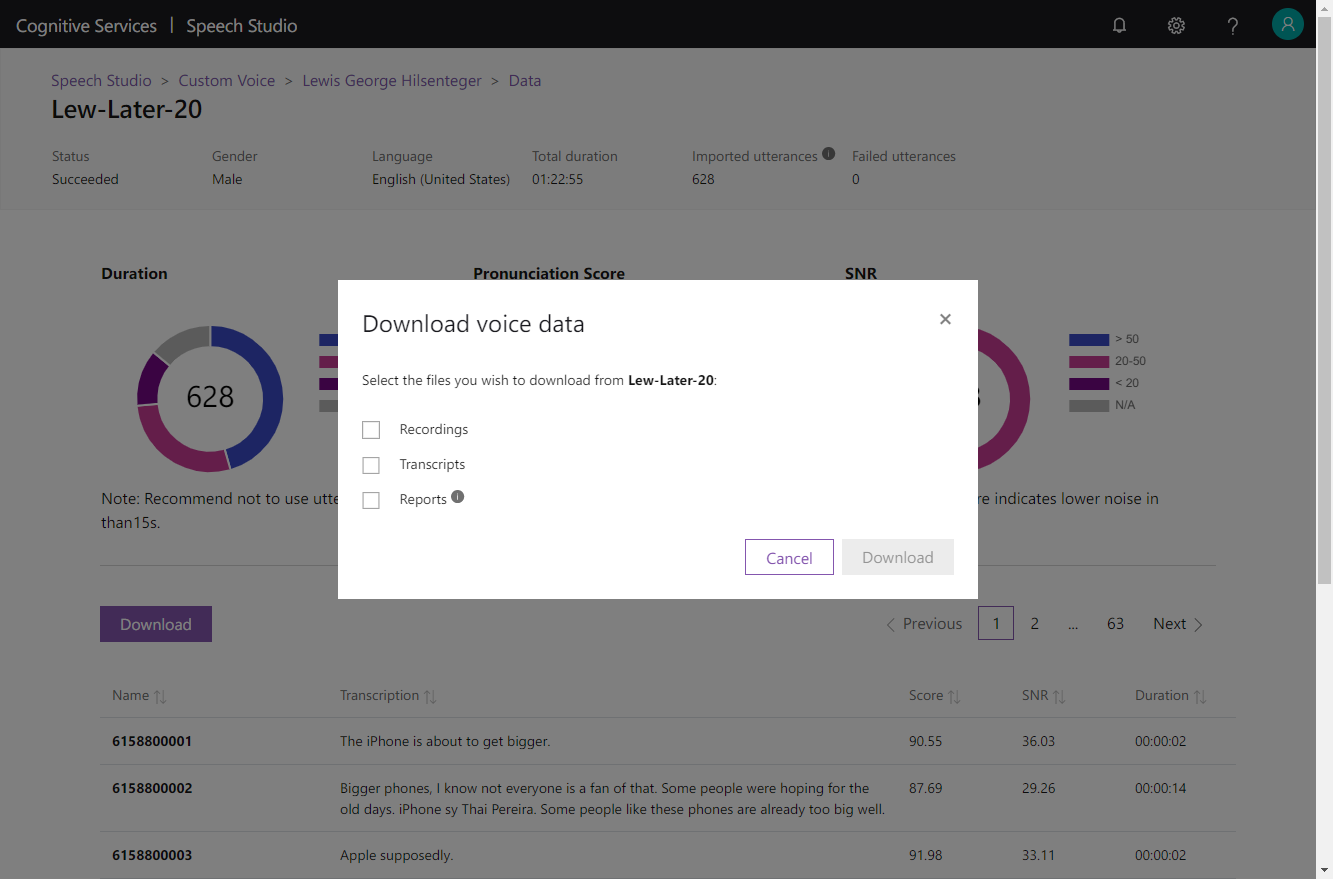 Cognitive Services | Speech Studio
Speech Studio > Custom Voice > Lewis George Hilsenteger > Data
Lew-Later-20
Status Gender Language Total duration Imported utterances Failed utterances
Succeeded Male English (United States) 01:22:55 628 0
Duration Pronunciation Score SNR
Download voice data
Select the files you wish to download from Lew-Later-20:
Recordings
Transcripts
Reports
Cancel Download
628
> 50
20-50
< 20
N/A
Note: Recommend not to use
than15s.
indicates lower noise in
Download
Previous 1 2 ... 63 Next
Name Transcription Score SNR Duration
6158800001 The iPhone is about to get bigger. 90.55 36.03 00:00:02
6158800002 Bigger phones, I know not everyone is a fan of that. Some people were hoping for the 87.69 29.26 00:00:14
old days. iPhone sy Thai Pereira. Some people like these phones are already too big well.
6158800003 Apple supposedly. 91.98 33.11 00:00:02